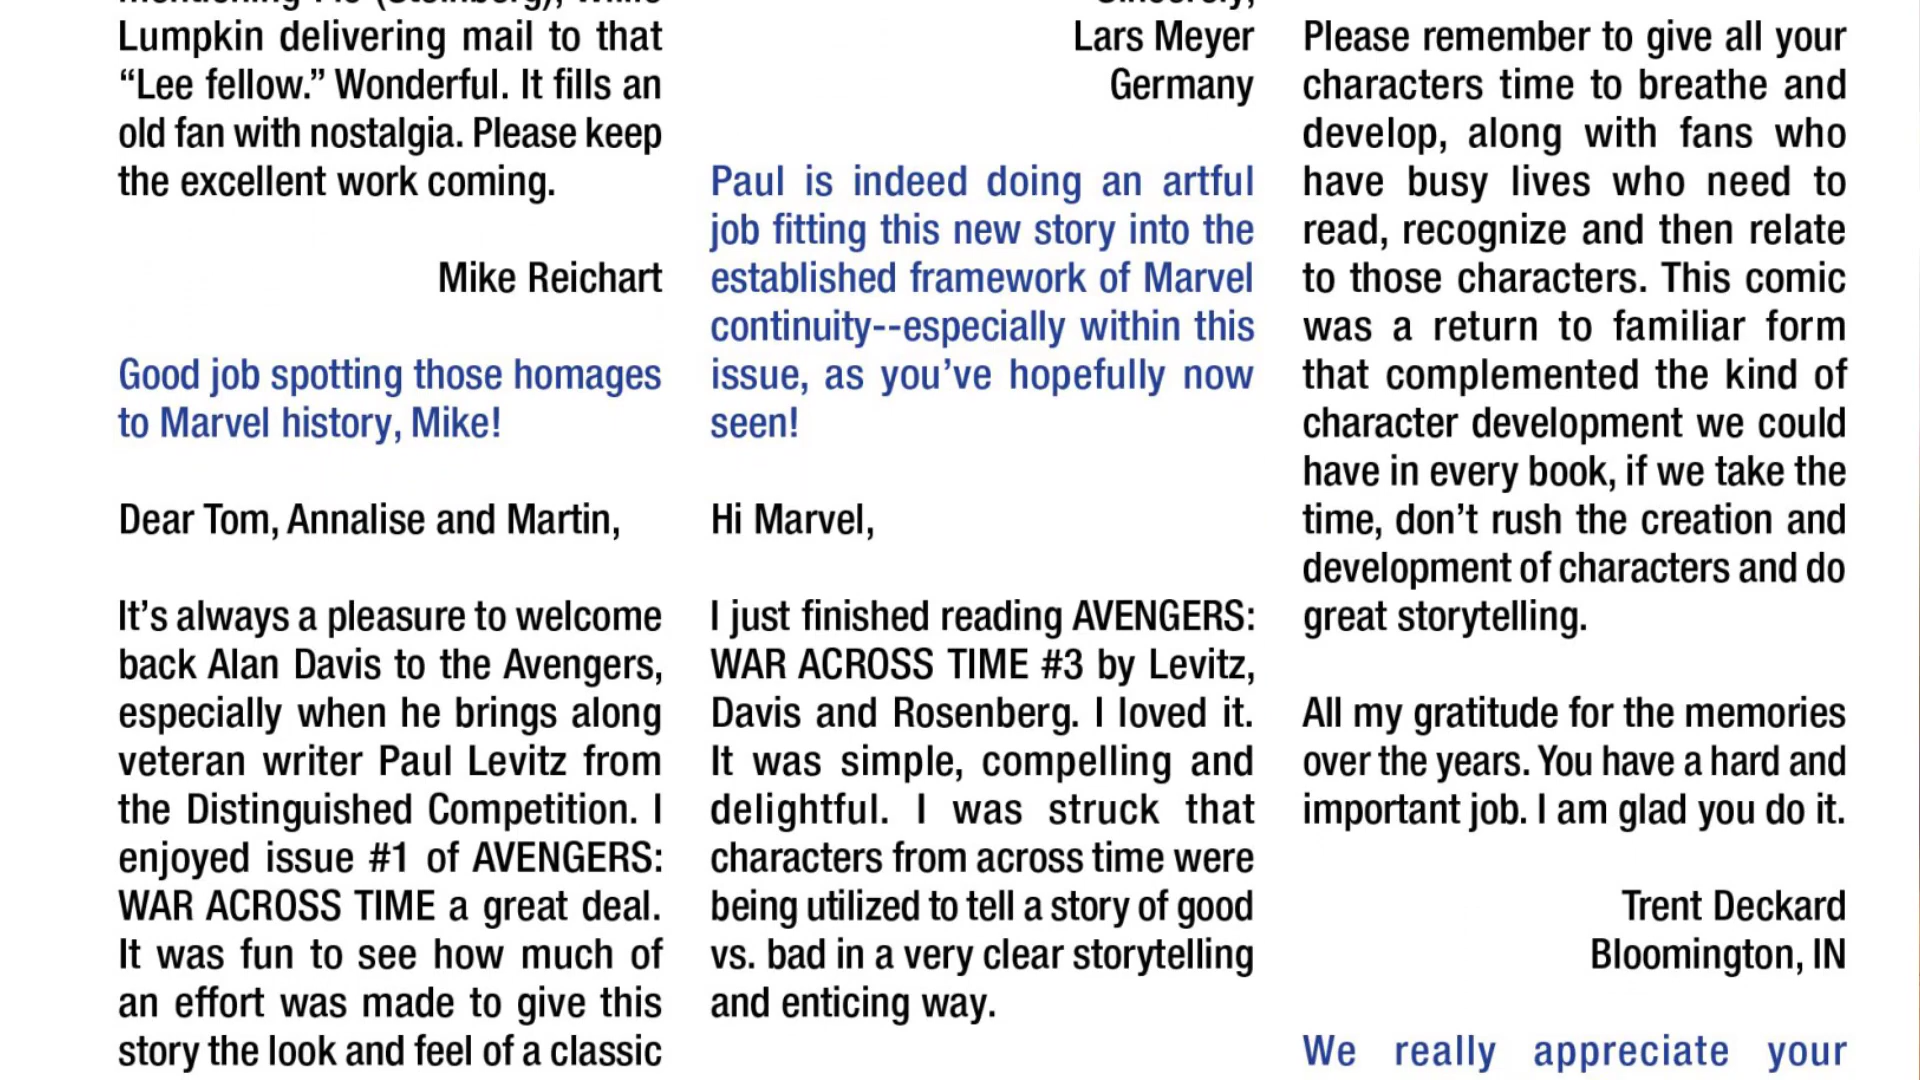 Lumpkin delivering mail to that
“Lee fellow.” Wonderful. It fills an
old fan with nostalgia. Please keep
the excellent work coming.
Mike Reichart
Good job spotting those homages
to Marvel history, Mike!
Dear Tom, Annalise and Martin,
It’s always a pleasure to welcome
back Alan Davis to the Avengers,
especially when he brings along
veteran writer Paul Levitz from
the Distinguished Competition. I
enjoyed issue #1 of AVENGERS:
WAR ACROSS TIME a great deal.
It was fun to see how much of
an effort was made to give this
story the look and feel of a classic
Sincerely,
Lars Meyer
Germany
Paul is indeed doing an artful
job fitting this new story into the
established framework of Marvel
continuity--especially within this
issue, as you’ve hopefully now
seen!
Hi Marvel,
I just finished reading AVENGERS:
WAR ACROSS TIME #3 by Levitz,
Davis and Rosenberg. I loved it.
It was simple, compelling and
delightful. I was struck that
characters from across time were
being utilized to tell a story of good
vs. bad in a very clear storytelling
and enticing way.
Please remember to give all your
characters time to breathe and
develop, along with fans who
have busy lives who need to
read, recognize and then relate
to those characters. This comic
was a return to familiar form
that complemented the kind of
character development we could
have in every book, if we take the
time, don’t rush the creation and
development of characters and do
great storytelling.
All my gratitude for the memories
over the years. You have a hard and
important job. I am glad you do it.
Trent Deckard
Bloomington, IN
We really appreciate your